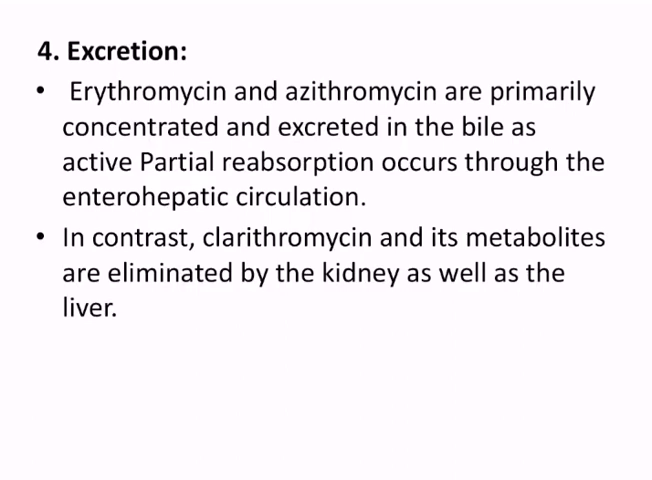 4. Excretion:
• Erythromycin and azithromycin are primarily
concentrated and excreted in the bile as
active Partial reabsorption occurs through the
enterohepatic circulation.
• In contrast, clarithromycin and its metabolites
are eliminated by the kidney as well as the
liver.